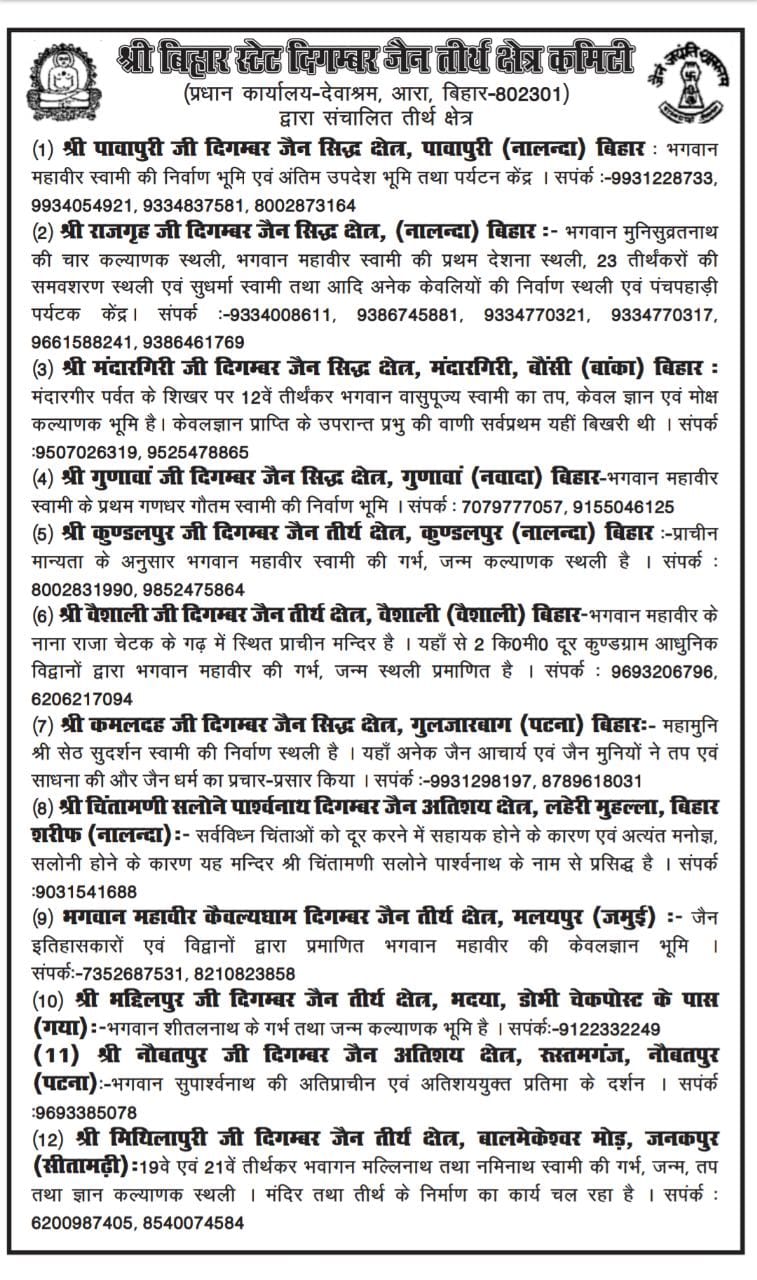 श्री बिहार स्टेट दिगम्बर जैन तीर्थ क्षेत्र कमिटी
(प्रधान कार्यालय-देवाश्रम, आरा, बिहार-802301)
द्वारा संचालित तीर्थ क्षेत्र
(1) श्री पावापुरी जी दिगम्बर जैन सिद्ध क्षेत्र, पावापुरी (नालन्दा) बिहार : भगवान
महावीर स्वामी की निर्वाण भूमि एवं अंतिम उपदेश भूमि तथा पर्यटन केंद्र । सपंर्क :-9931228733,
9934054921, 9334837581, 8002873164
(2) श्री राजगृह जी दिगम्बर जैन सिद्ध क्षेत्र, (नालन्दा) बिहार :- भगवान मुनिसुव्रतनाथ
की चार कल्याणक स्थली, भगवान महावीर स्वामी की प्रथम देशना स्थली, 23 तीर्थंकरों की
समवशरण स्थली एवं सुधर्मा स्वामी तथा आदि अनेक केवलियों की निर्वाण स्थली एवं पंचपहाड़ी
पर्यटक केंद्र। संपर्क :-9334008611, 9386745881, 9334770321, 9334770317,
9661588241, 9386461769
(3) श्री मंदारगिरी जी दिगम्बर जैन सिद्ध क्षेत्र, मंदारगिरी, बौंसी (बांका) बिहार :
मंदारगीर पर्वत के शिखर पर 12वें तीर्थंकर भगवान वासुपूज्य स्वामी का तप, केवल ज्ञान एवं मोक्ष
कल्याणक भूमि है। केवलज्ञान प्राप्ति के उपरान्त प्रभु की वाणी सर्वप्रथम यहीं बिखरी थी । संपर्क
:9507026319, 9525478865
(4) श्री गुणावां जी दिगम्बर जैन सिद्ध क्षेत्र, गुणावां (नवादा) बिहार-भगवान महावीर
स्वामी के प्रथम गणधर गौतम स्वामी की निर्वाण भूमि । संपर्क : 7079777057, 9155046125
(5) श्री कुण्डलपुर जी दिगम्बर जैन तीर्थ क्षेत्र, कुण्डलपुर (नालन्दा) बिहार :-प्राचीन
मान्यता के अनुसार भगवान महावीर स्वामी की गर्भ, जन्म कल्याणक स्थली है । संपर्क :
8002831990, 9852475864
(6) श्री वैशाली जी दिगम्बर जैन तीर्थ क्षेत्र, वैशाली (वैशाली) बिहार-भगवान महावीर के
नाना राजा चेटक के गढ़ में स्थित प्राचीन मन्दिर है । यहाँ से 2 कि0मी0 दूर कुण्डग्राम आधुनिक
विद्वानों द्वारा भगवान महावीर की गर्भ, जन्म स्थली प्रमाणित है । संपर्क : 9693206796,
6206217094
(7) श्री कमलदह जी दिगम्बर जैन सिद्ध क्षेत्र, गुलजारबाग (पटना) बिहारः- महामुनि
श्री सेठ सुदर्शन स्वामी की निर्वाण स्थली है । यहाँ अनेक जैन आचार्य एवं जैन मुनियों ने तप एवं
साधना की और जैन धर्म का प्रचार-प्रसार किया । सपंर्क :-9931298197, 8789618031
(8) श्री चिंतामणी सलोने पार्श्वनाथ दिगम्बर जैन अतिशय क्षेत्र, लहेरी मुहल्ला, बिहार
शरीफ (नालन्दा) :- सर्वविध्न चिंताओं को दूर करने में सहायक होने के कारण एवं अत्यंत मनोज्ञ,
सलोनी होने के कारण यह मन्दिर श्री चिंतामणी सलोने पार्श्वनाथ के नाम से प्रसिद्ध है । संपर्क
:9031541688
(9) भगवान महावीर कैवल्यधाम दिगम्बर जैन तीर्थ क्षेत्र, मलयपुर (जमुई) :- जैन
इतिहासकारों एवं विद्वानों द्वारा प्रमाणित भगवान महावीर की केवलज्ञान भूमि ।
संपर्कः-7352687531, 8210823858
(10) श्री भद्दिलपुर जी दिगम्बर जैन तीर्थ क्षेत्र, भदया, डोभी चेकपोस्ट के पास
(गया) :-भगवान शीतलनाथ के गर्भ तथा जन्म कल्याणक भूमि है । सपंर्कः-9122332249
(11) श्री नौबतपुर जी दिगम्बर जैन अतिशय क्षेत्र, रुस्तमगंज, नौबतपुर
(पटना):-भगवान सुपार्श्वनाथ की अतिप्राचीन एवं अतिशययुक्त प्रतिमा के दर्शन । सपंर्क
:9693385078
(12) श्री मिथिलापुरी जी दिगम्बर जैन तीर्थ क्षेत्र, बालमेकेश्वर मोड़, जनकपुर
(सीतामढ़ी) :19वे एवं 21वें तीर्थकर भवागन मल्लिनाथ तथा नमिनाथ स्वामी की गर्भ, जन्म, तप
तथा ज्ञान कल्याणक स्थली । मंदिर तथा तीर्थ के निर्माण का कार्य चल रहा है । सपंर्क :
6200987405, 8540074584